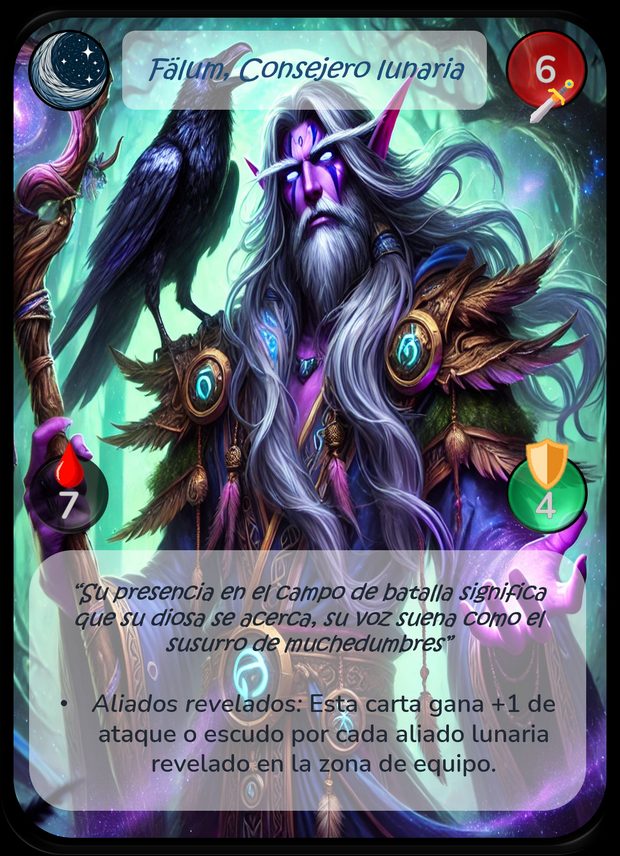 Fälum, Consejero lunaria
6
7
4
“Su presencia en el campo de batalla significa
que su diosa se acerca, su voz suena como el
susurro de muchedumbres”
• Aliados revelados: Esta carta gana +1 de
ataque o escudo por cada aliado lunaria
revelado en la zona de equipo.